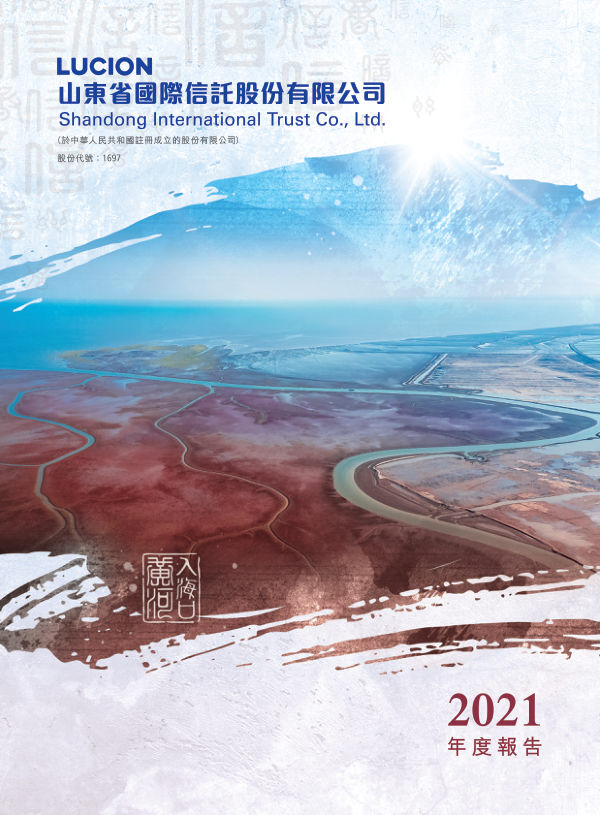 LUCION
山東省國際信託股份有限公司
Shandong International Trust Co., Ltd.
(於中華人民共和國註冊成立的股份有限公司)
股份代號：1697
黃河
入海口
2021
年度報告